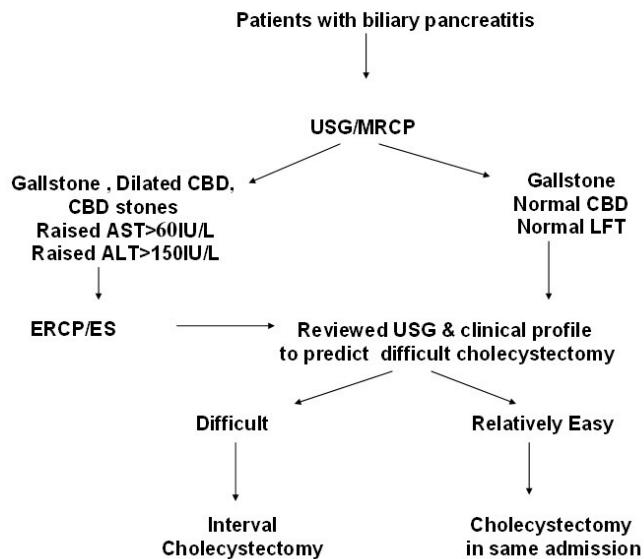 Patients with biliary pancreatitis
USG/MRCP
Gallstone , Dilated CBD,
CBD stones
Raised AST>60IU/L
Raised ALT>150IU/L
Gallstone
Normal CBD
Normal LFT
ERCP/ES
Reviewed USG & clinical profile
to predict difficult cholecystectomy
Difficult
Relatively Easy
Interval
Cholecystectomy
Cholecystectomy
in same admission